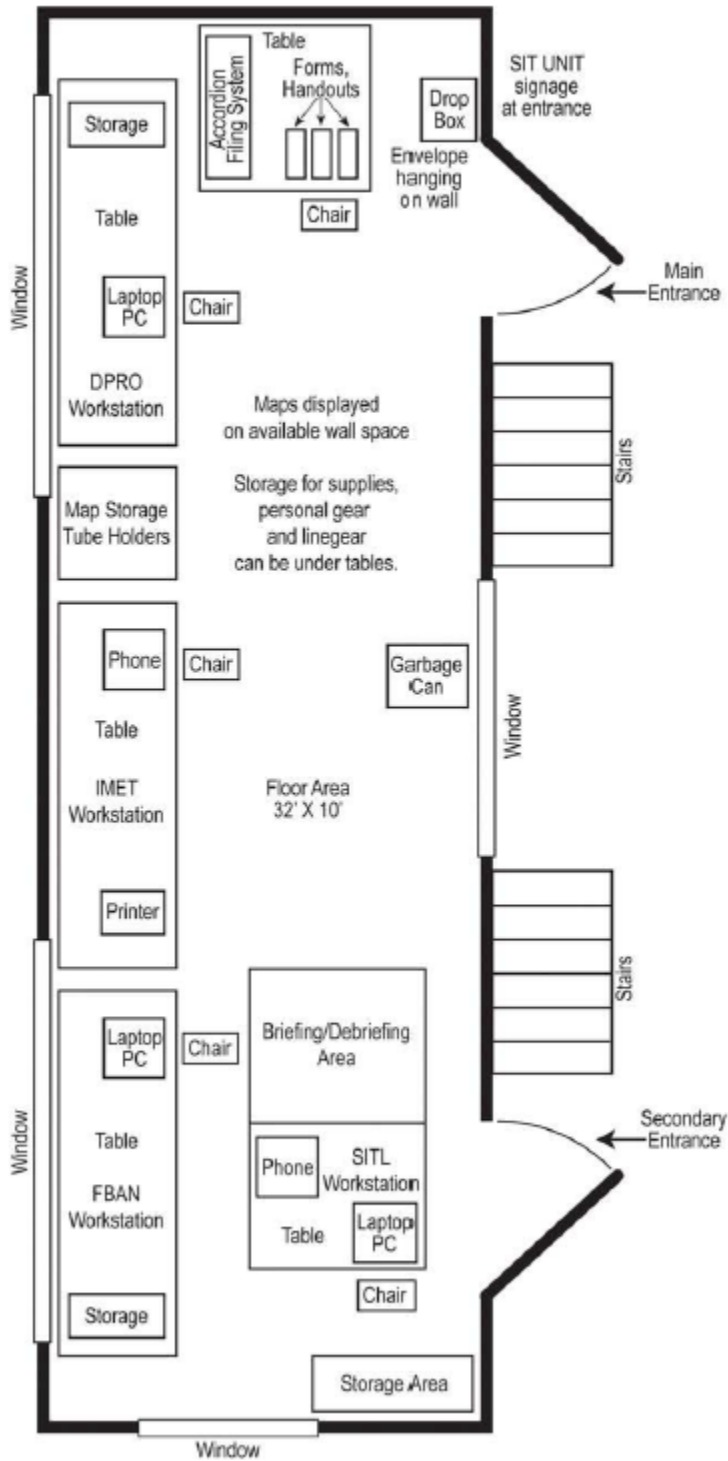 Table
Forms,
Handouts
Accordion
Filing System
Chair
Drop
Box
Envelope
hanging
on wall
SIT UNIT
signage
at entrance
Main
Entrance
Storage
Table
Laptop
PC
Chair
DPRO
Workstation
Window
Maps displayed
on available wall space
Storage for supplies,
personal gear
and linegear
can be under tables.
Stairs
Map Storage
Tube Holders
Phone
Chair
Table
IMET
Workstation
Printer
Garbage
Can
Window
Floor Area
32' X 10'
Stairs
Laptop
PC
Chair
Table
FBAN
Workstation
Storage
Window
Briefing/Debriefing
Area
Phone
SITL
Workstation
Table
Laptop
PC
Chair
Secondary
Entrance
Storage Area
Window